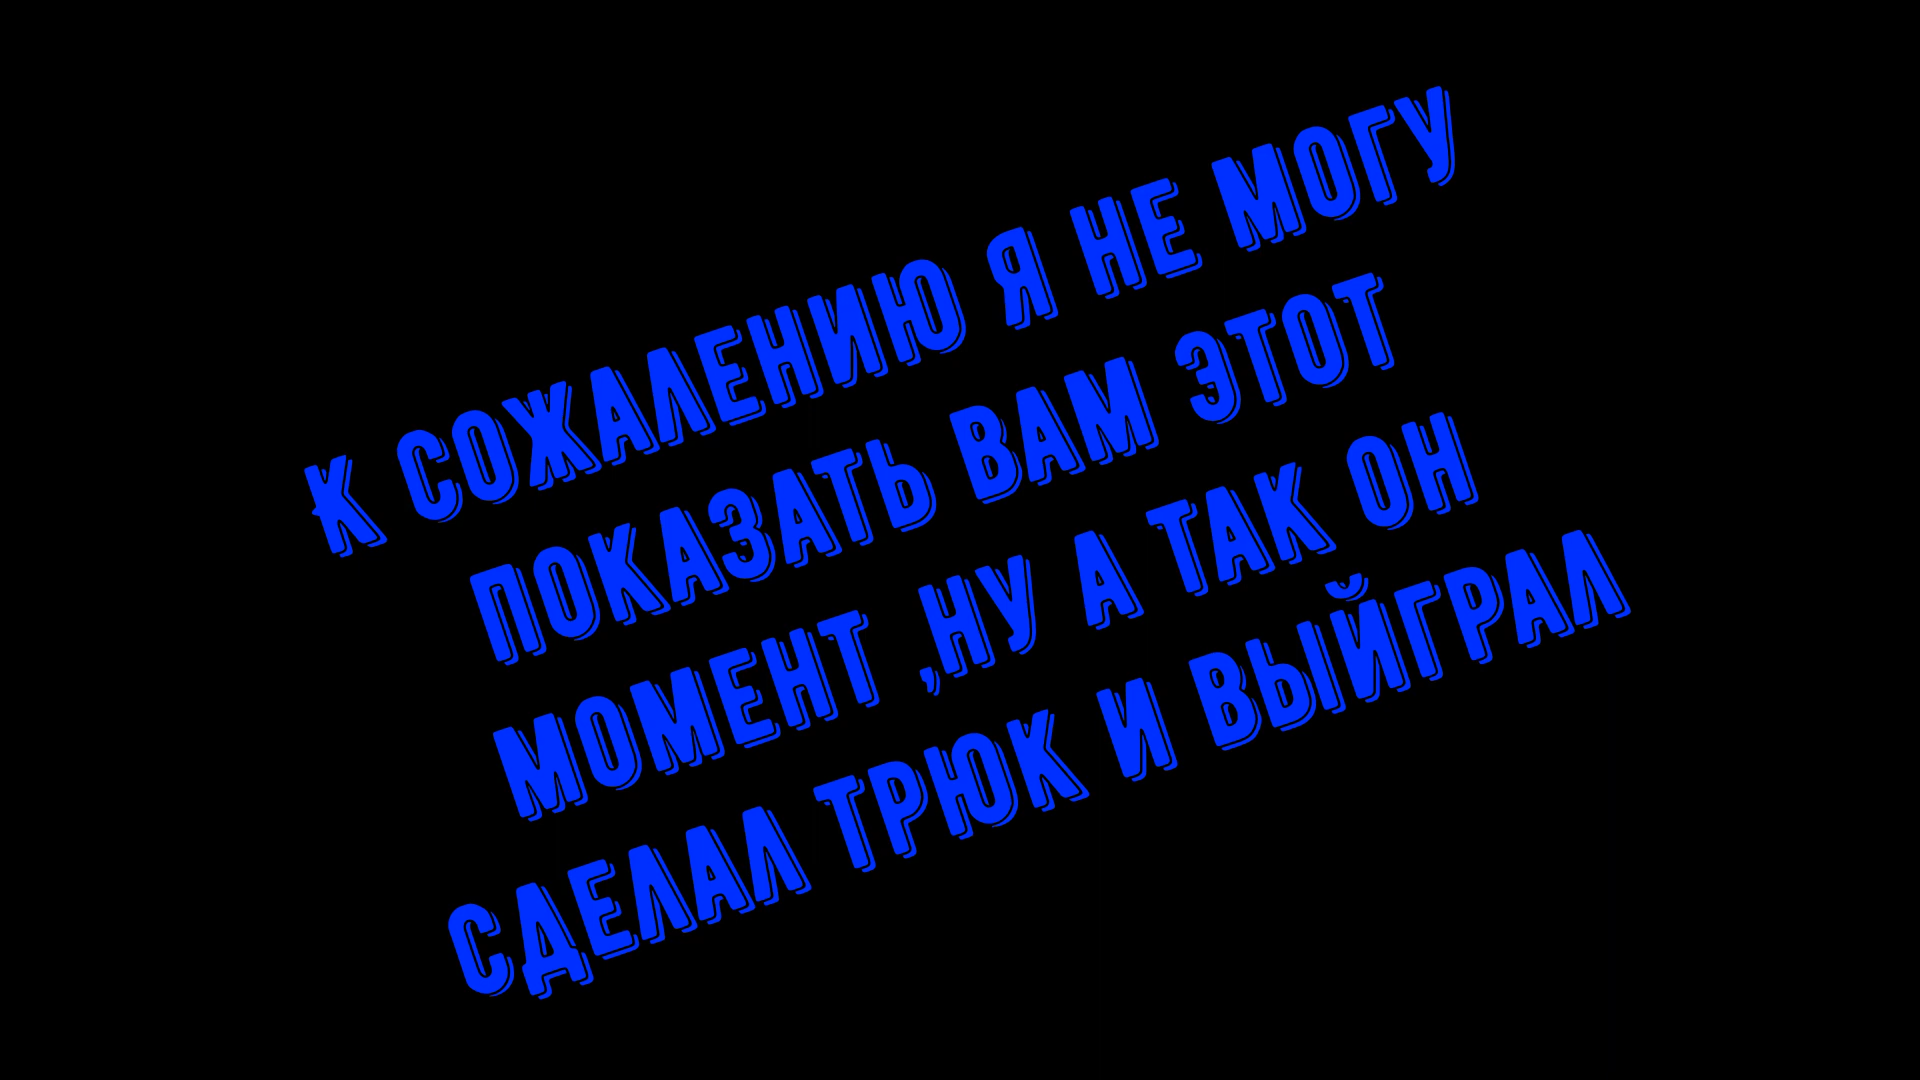 К СОЖАЛЕНИЮ Я НЕ МОГУ
ПОКАЗАТЬ ВАМ ЭТОТ
МОМЕНТ ,НУ А ТАК ОН
СДЕЛАЛ ТРЮК И ВЫЙГРАЛ